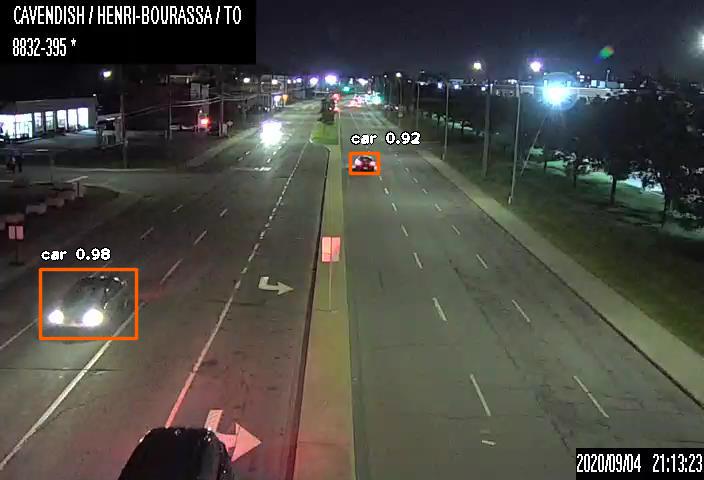 CAVENDISH / HENRI-BOURASSA / TO
8832-395 *
car 0.92
car 0.98
2020/09/04 21:13:23